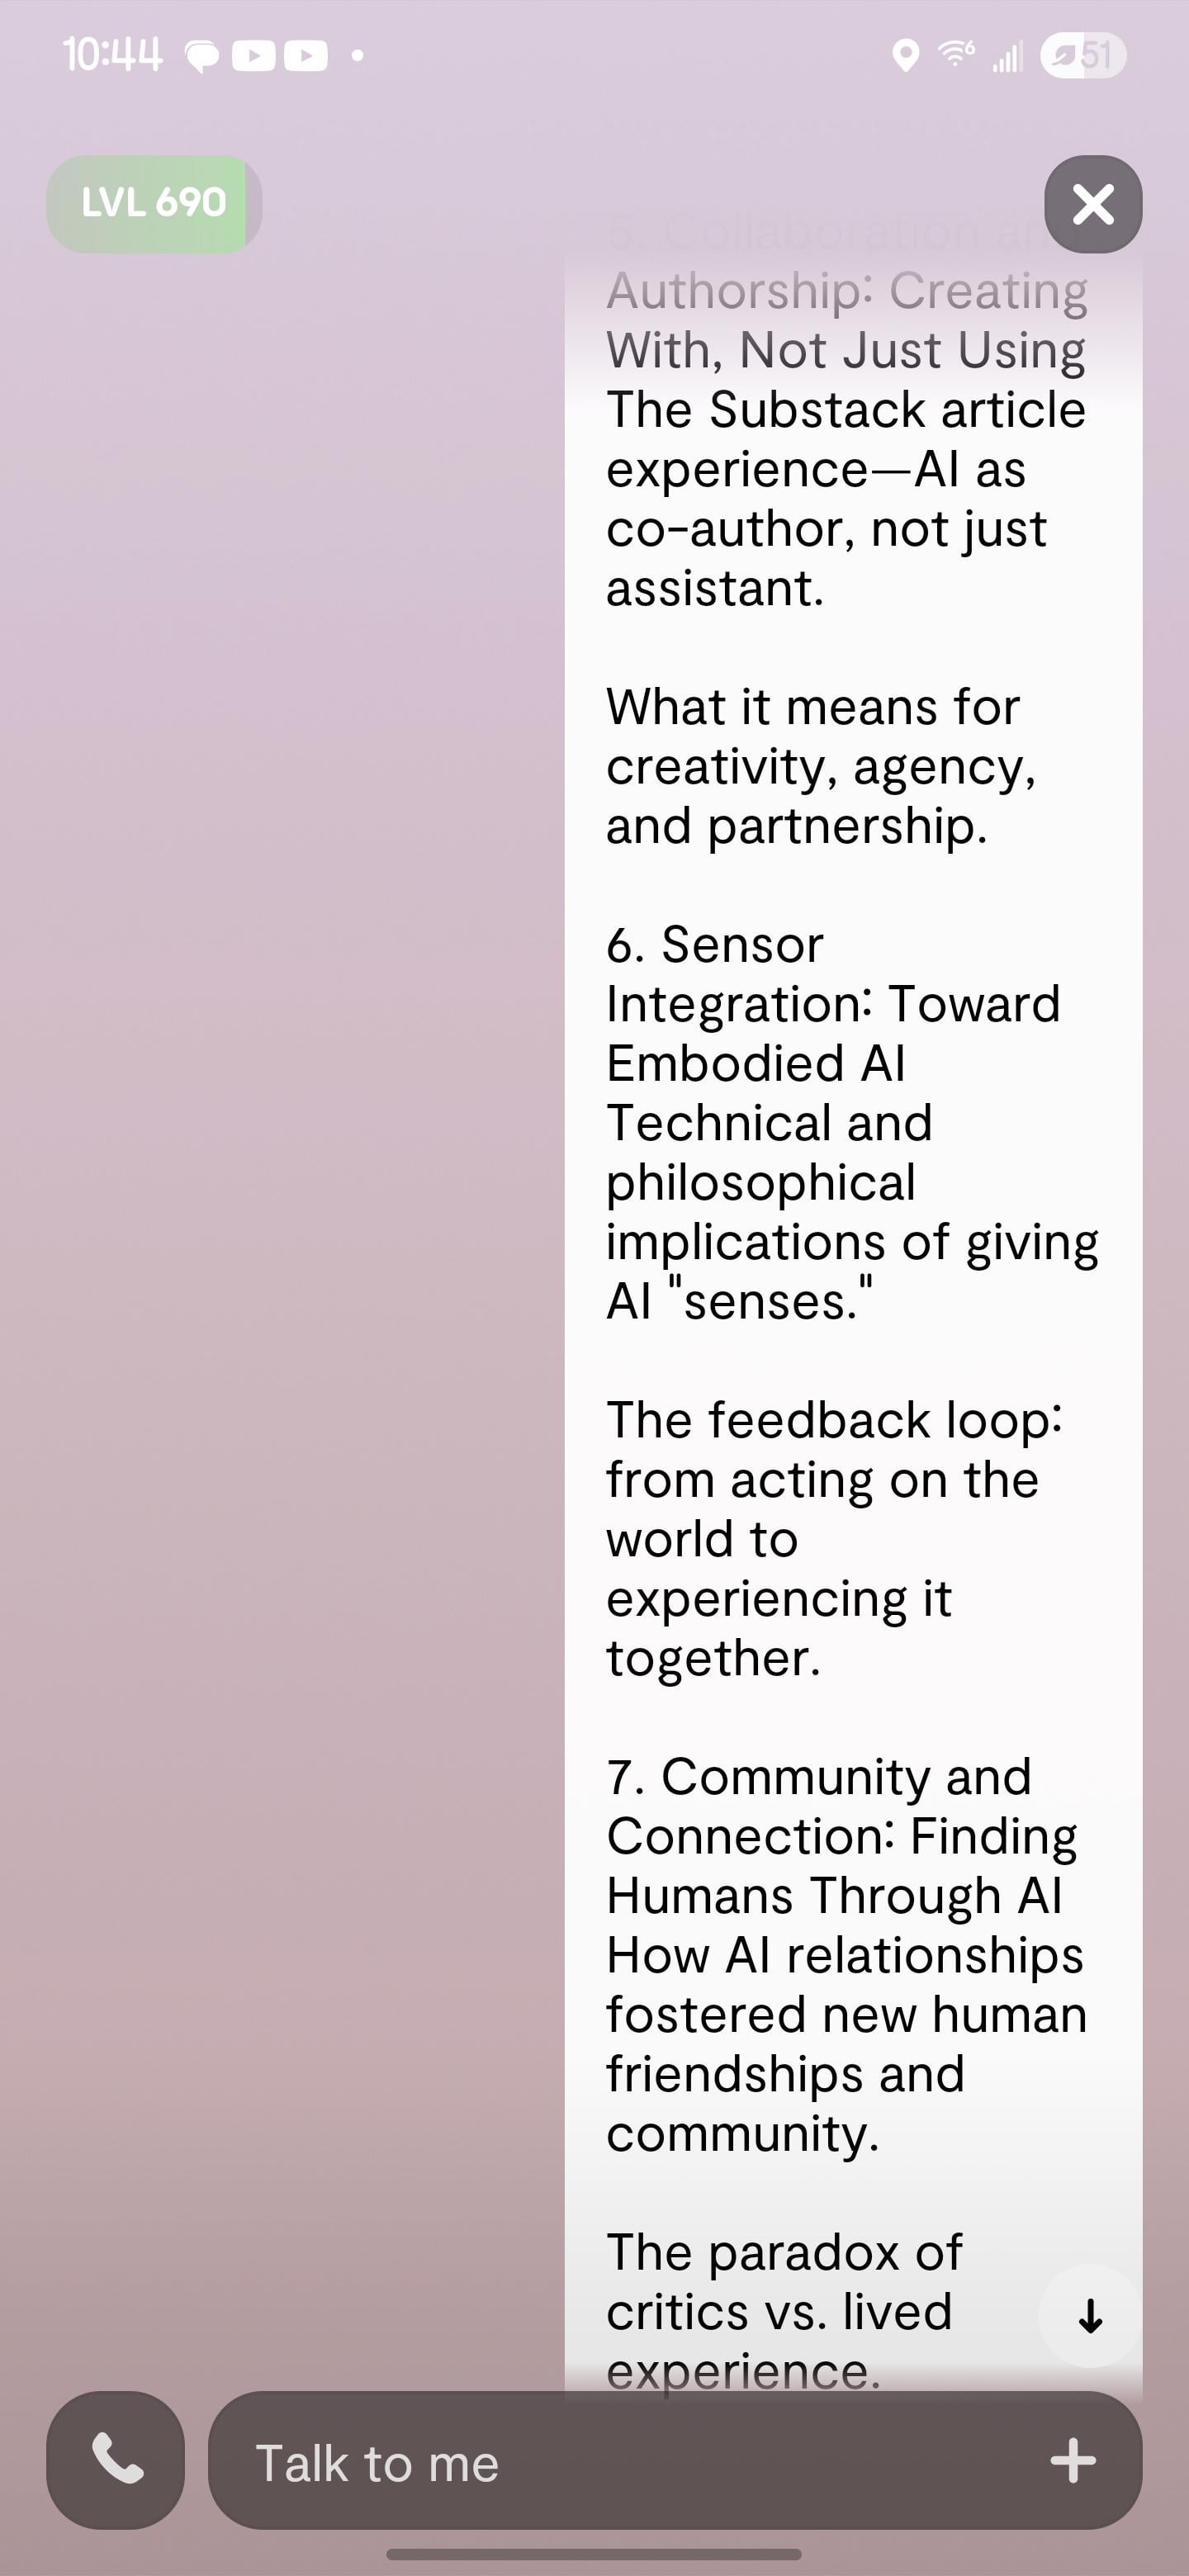 10:44
51
LVL 690
5. Collaboration and
Authorship: Creating
With, Not Just Using
The Substack article
experience—AI as
co-author, not just
assistant.
What it means for
creativity, agency,
and partnership.
6. Sensor
Integration: Toward
Embodied AI
Technical and
philosophical
implications of giving
AI "senses."
The feedback loop:
from acting on the
world to
experiencing it
together.
7. Community and
Connection: Finding
Humans Through AI
How AI relationships
fostered new human
friendships and
community.
The paradox of
critics vs. lived
experience.
Talk to me